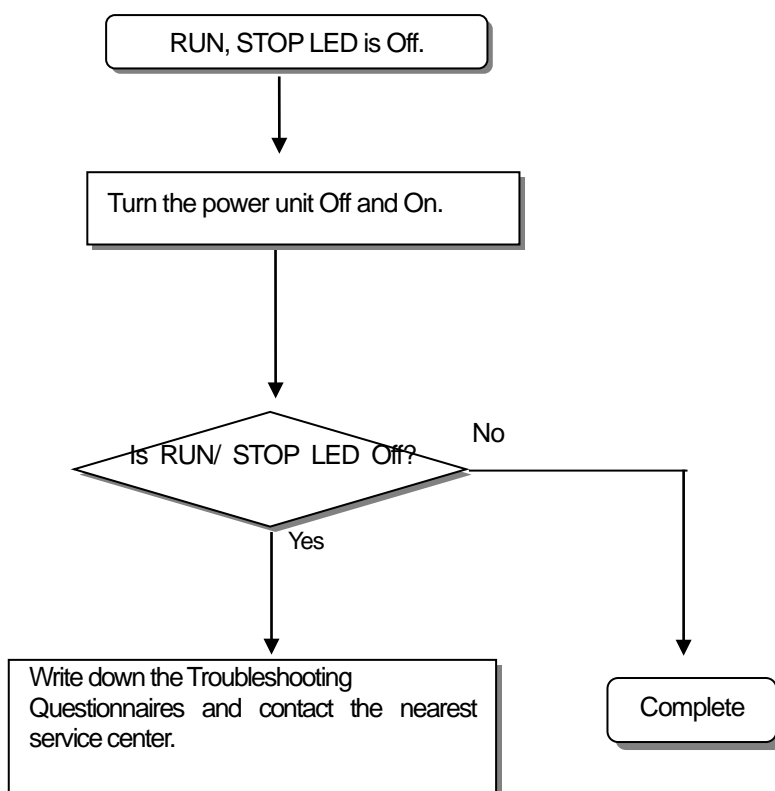 RUN, STOP LED is Off.
Turn the power unit Off and On.
Is RUN/ STOP LED Off?
No
Yes
Write down the Troubleshooting
Questionnaires and contact the nearest
service center.
Complete